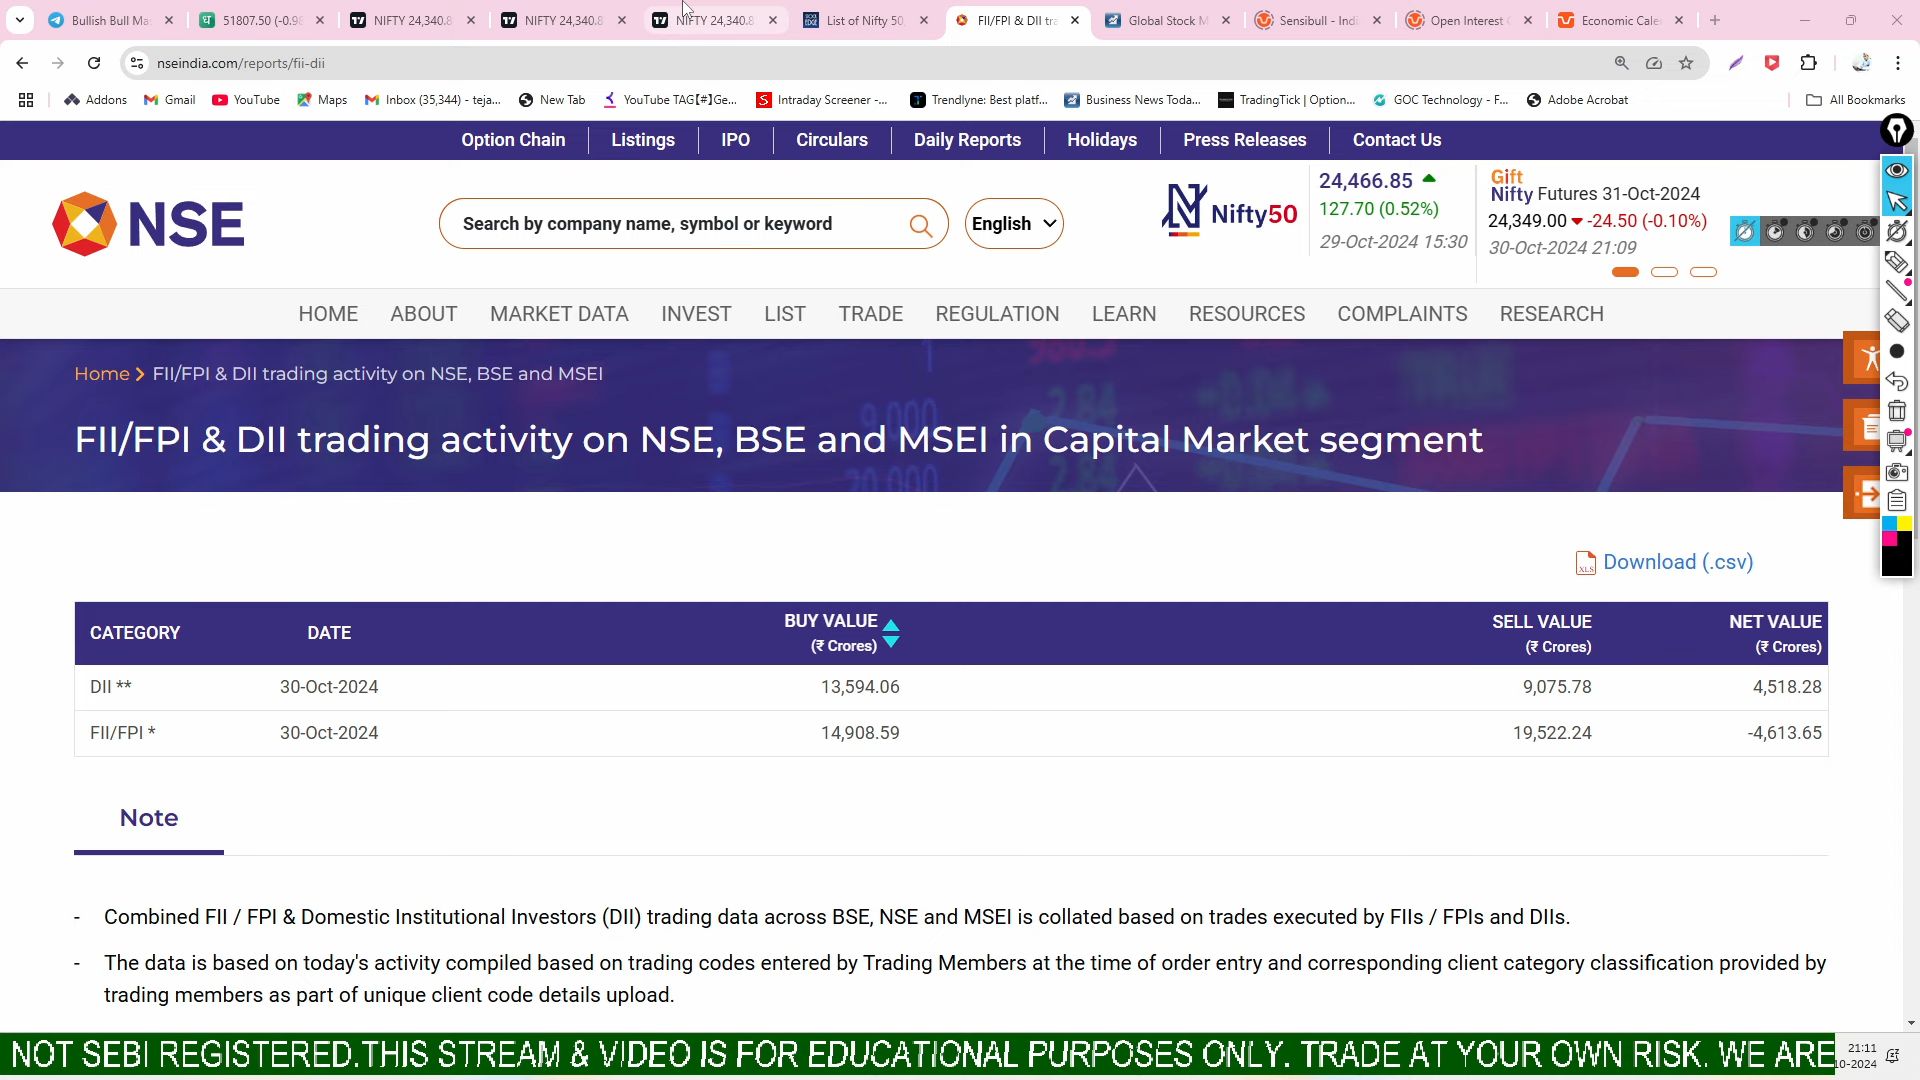 Bullish Bull Ma
51807.50 (-0.98
NIFTY 24,340.8
NIFTY 24,340.8
NIFTY 24,340.8
List of Nifty 50
FII/FPI & DII tra
Global Stock M
Sensibull - Indi
Open Interest
Economic Cale
nseindia.com/reports/fii-dii
Addons
Gmail
YouTube
Maps
Inbox (35,344) - teja...
New Tab
YouTube TAG【#】Ge...
Intraday Screener -...
Trendlyne: Best platf...
Business News Toda...
TradingTick | Option...
GOC Technology - F...
Adobe Acrobat
All Bookmarks
Option Chain
Listings
IPO
Circulars
Daily Reports
Holidays
Press Releases
Contact Us
NSE
Search by company name, symbol or keyword
English
Nifty50
24,466.85
127.70 (0.52%)
29-Oct-2024 15:30
Gift
Nifty Futures 31-Oct-2024
24,349.00 -24.50 (-0.10%)
30-Oct-2024 21:09
HOME
ABOUT
MARKET DATA
INVEST
LIST
TRADE
REGULATION
LEARN
RESOURCES
COMPLAINTS
RESEARCH
Home > FII/FPI & DII trading activity on NSE, BSE and MSEI
FII/FPI & DII trading activity on NSE, BSE and MSEI in Capital Market segment
Download (.csv)
CATEGORY DATE BUY VALUE (₹ Crores) SELL VALUE (₹ Crores) NET VALUE (₹ Crores)
DII ** 30-Oct-2024 13,594.06 9,075.78 4,518.28
FII/FPI * 30-Oct-2024 14,908.59 19,522.24 -4,613.65
Note
- Combined FII / FPI & Domestic Institutional Investors (DII) trading data across BSE, NSE and MSEI is collated based on trades executed by FIIs / FPIs and DIIs.
- The data is based on today's activity compiled based on trading codes entered by Trading Members at the time of order entry and corresponding client category classification provided by
trading members as part of unique client code details upload.
NOT SEBI REGISTERED.THIS STREAM & VIDEO IS FOR EDUCATIONAL PURPOSES ONLY. TRADE AT YOUR OWN RISK. WE ARE
21:11
10-2024